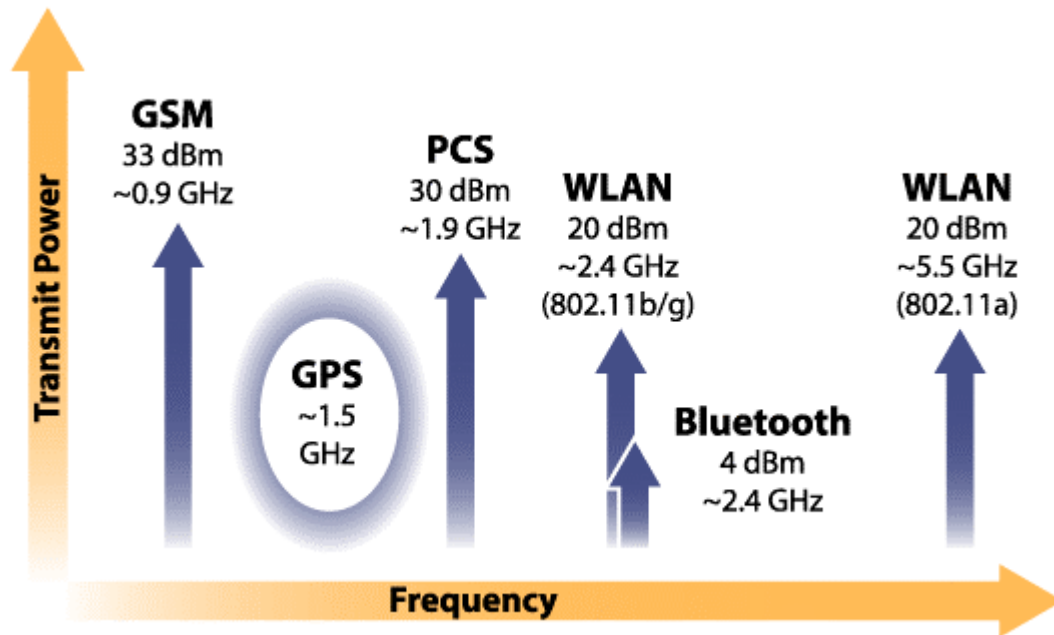 Transmit Power
GSM
33 dBm
~0.9 GHz
GPS
~1.5
GHz
PCS
30 dBm
~1.9 GHz
WLAN
20 dBm
~2.4 GHz
(802.11b/g)
Bluetooth
4 dBm
~2.4 GHz
WLAN
20 dBm
~5.5 GHz
(802.11a)
Frequency